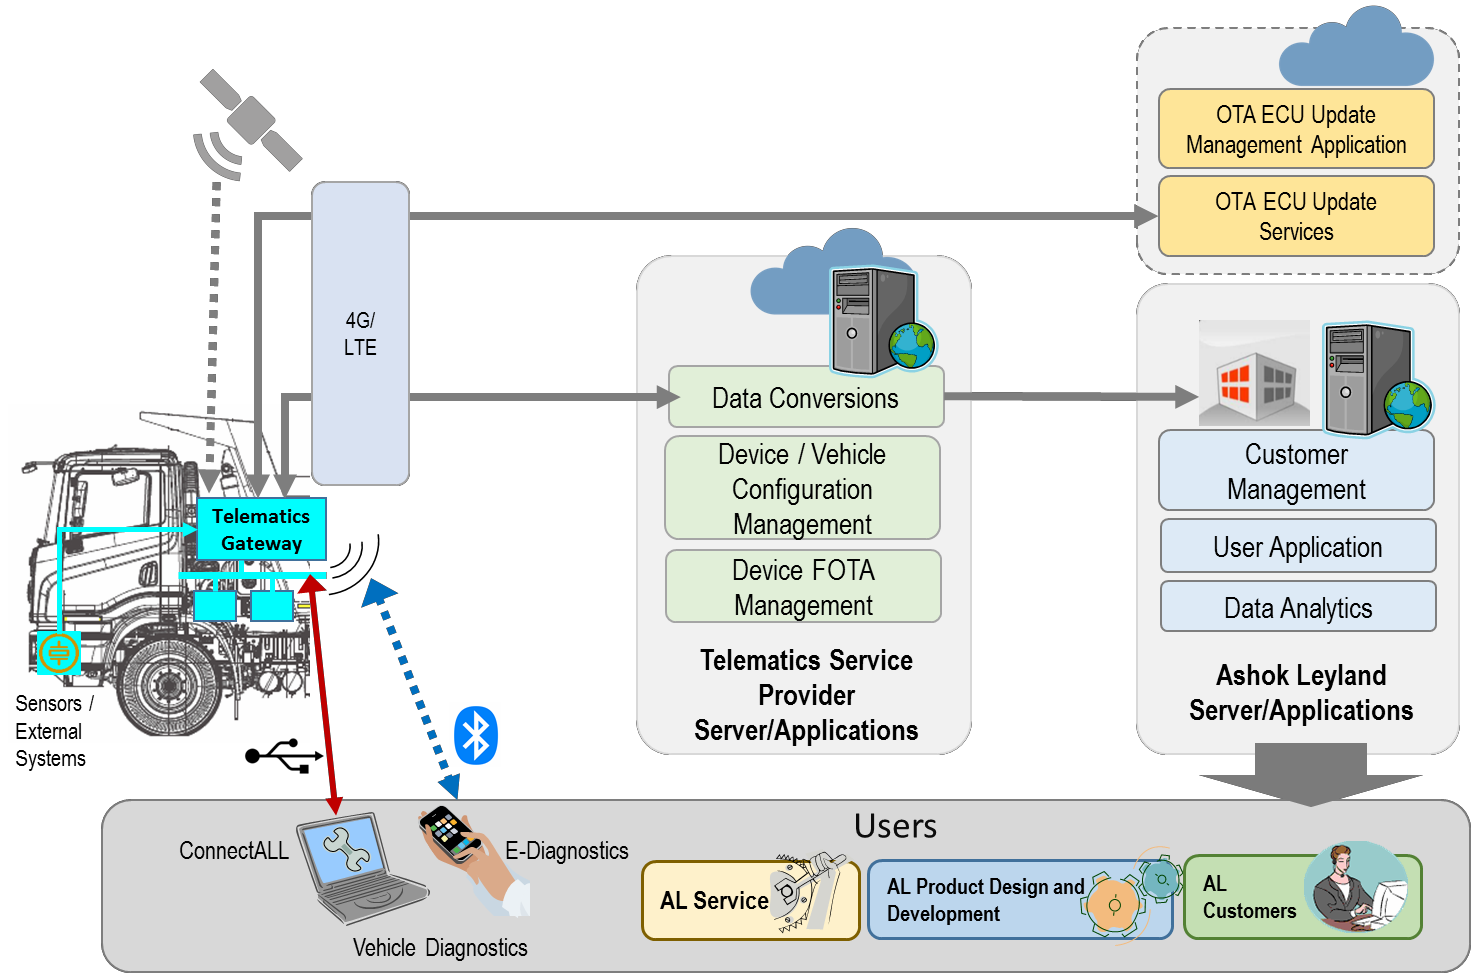 OTA ECU Update
Management Application
OTA ECU Update
Services
4G/
LTE
Data Conversions
Device / Vehicle
Configuration
Management
Device FOTA
Management
Telematics Service
Provider
Server/Applications
Customer
Management
User Application
Data Analytics
Ashok Leyland
Server/Applications
Telematics
Gateway
Sensors /
External
Systems
Users
ConnectALL
E-Diagnostics
Vehicle Diagnostics
AL Service
AL Product Design and
Development
AL
Customers